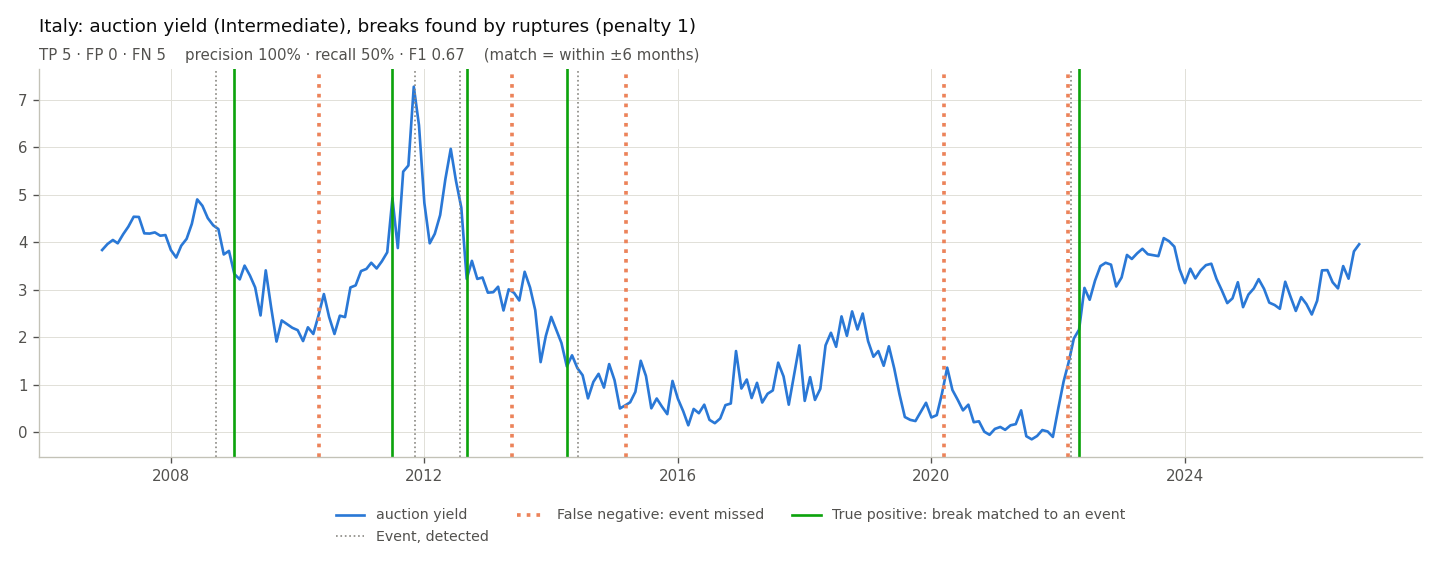 Italy: auction yield (Intermediate), breaks found by ruptures (penalty 1)
TP 5 · FP 0 · FN 5    precision 100% · recall 50% · F1 0.67    (match = within ±6 months)
7
6
5
4
3
2
1
0
2008
2012
2016
2020
2024
auction yield
False negative: event missed
True positive: break matched to an event
Event, detected